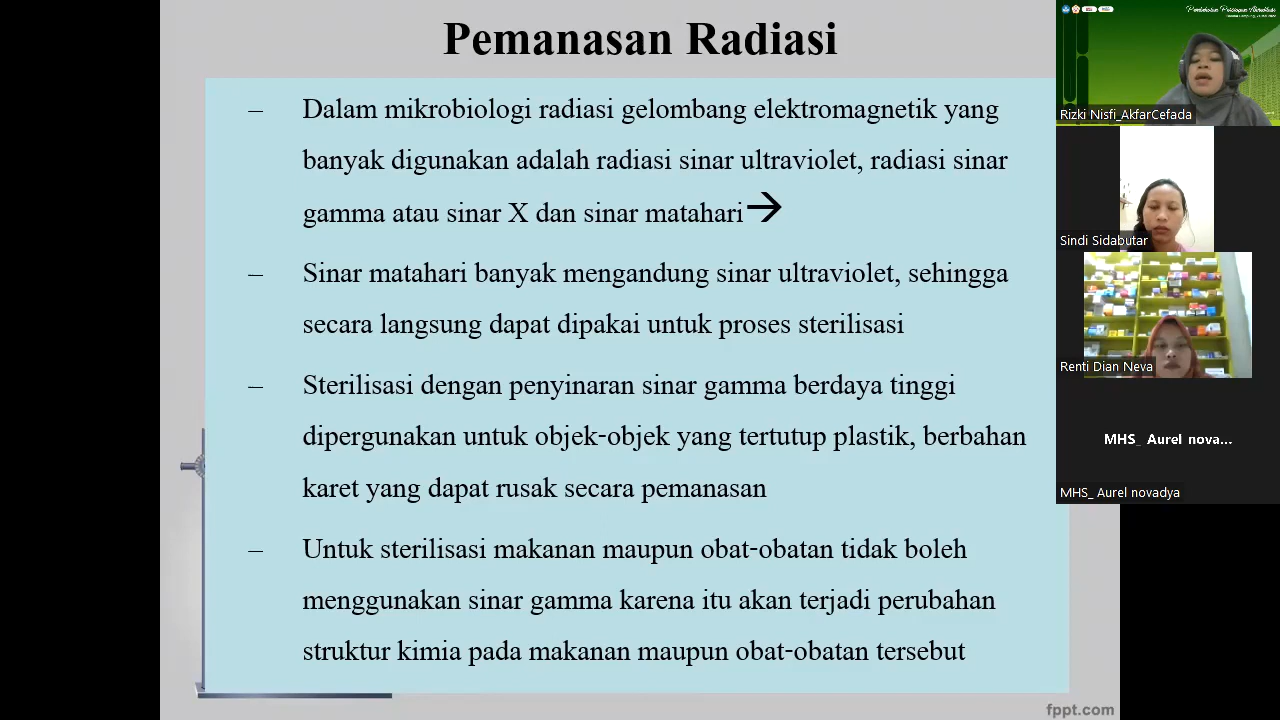 Pemanasan Radiasi
– Dalam mikrobiologi radiasi gelombang elektromagnetik yang
banyak digunakan adalah radiasi sinar ultraviolet, radiasi sinar
gamma atau sinar X dan sinar matahari→
– Sinar matahari banyak mengandung sinar ultraviolet, sehingga
secara langsung dapat dipakai untuk proses sterilisasi
– Sterilisasi dengan penyinaran sinar gamma berdaya tinggi
dipergunakan untuk objek-objek yang tertutup plastik, berbahan
karet yang dapat rusak secara pemanasan
– Untuk sterilisasi makanan maupun obat-obatan tidak boleh
menggunakan sinar gamma karena itu akan terjadi perubahan
struktur kimia pada makanan maupun obat-obatan tersebut
fppt.com
Rizki Nisfi_AkfarCefada
Sindi Sidabutar
Renti Dian Neva
MHS_ Aurel nova...
MHS_ Aurel novadya